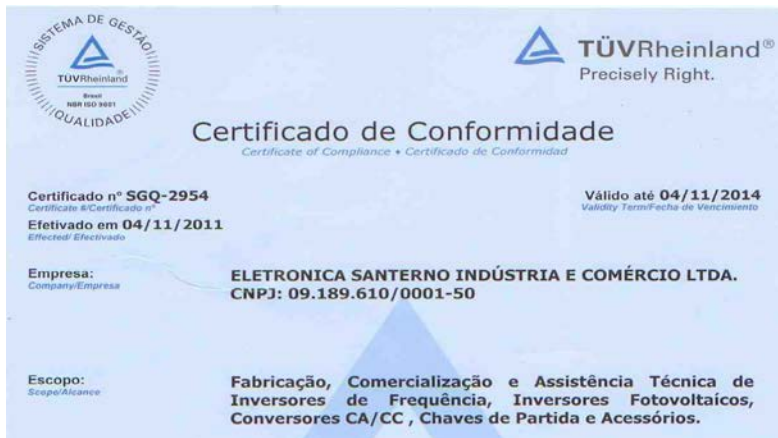 SISTEMA DE GESTÃO
TÜVRheinland®
Brasil
NBR ISO 9001
QUALIDADE
TÜVRheinland®
Precisely Right.
Certificado de Conformidade
Certificate of Compliance • Certificado de Conformidad
Certificado nº SGQ-2954
Certificate #/Certificado nº
Válido até 04/11/2014
Validity Term/Fecha de Vencimiento
Efetivado em 04/11/2011
Effected/ Efectivado
Empresa:
Company/Empresa
ELETRONICA SANTERNO INDÚSTRIA E COMÉRCIO LTDA.
CNPJ: 09.189.610/0001-50
Escopo:
Scope/Alcance
Fabricação, Comercialização e Assistência Técnica de
Inversores de Frequência, Inversores Fotovoltaícos,
Conversores CA/CC , Chaves de Partida e Acessórios.